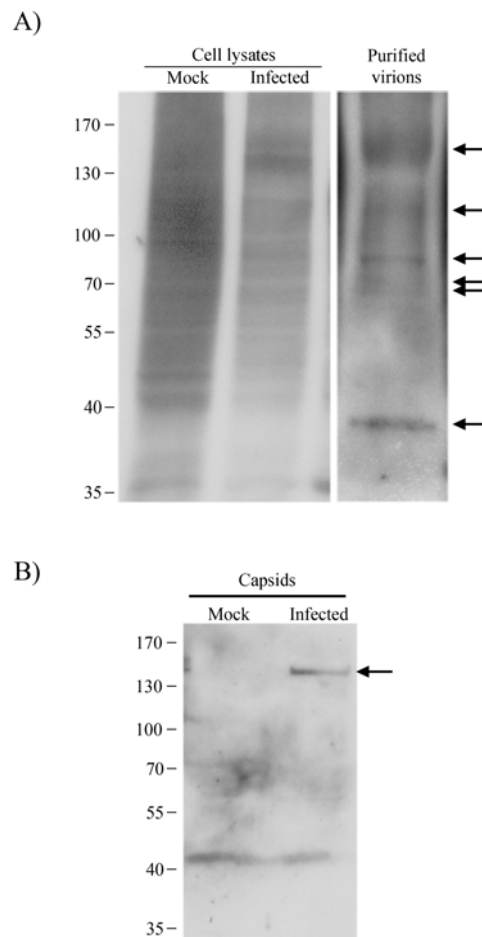 A)
Cell lysates
Mock Infected
Purified
virions
170
130
100
70
55
40
35
B)
Capsids
Mock Infected
170
130
100
70
55
40
35